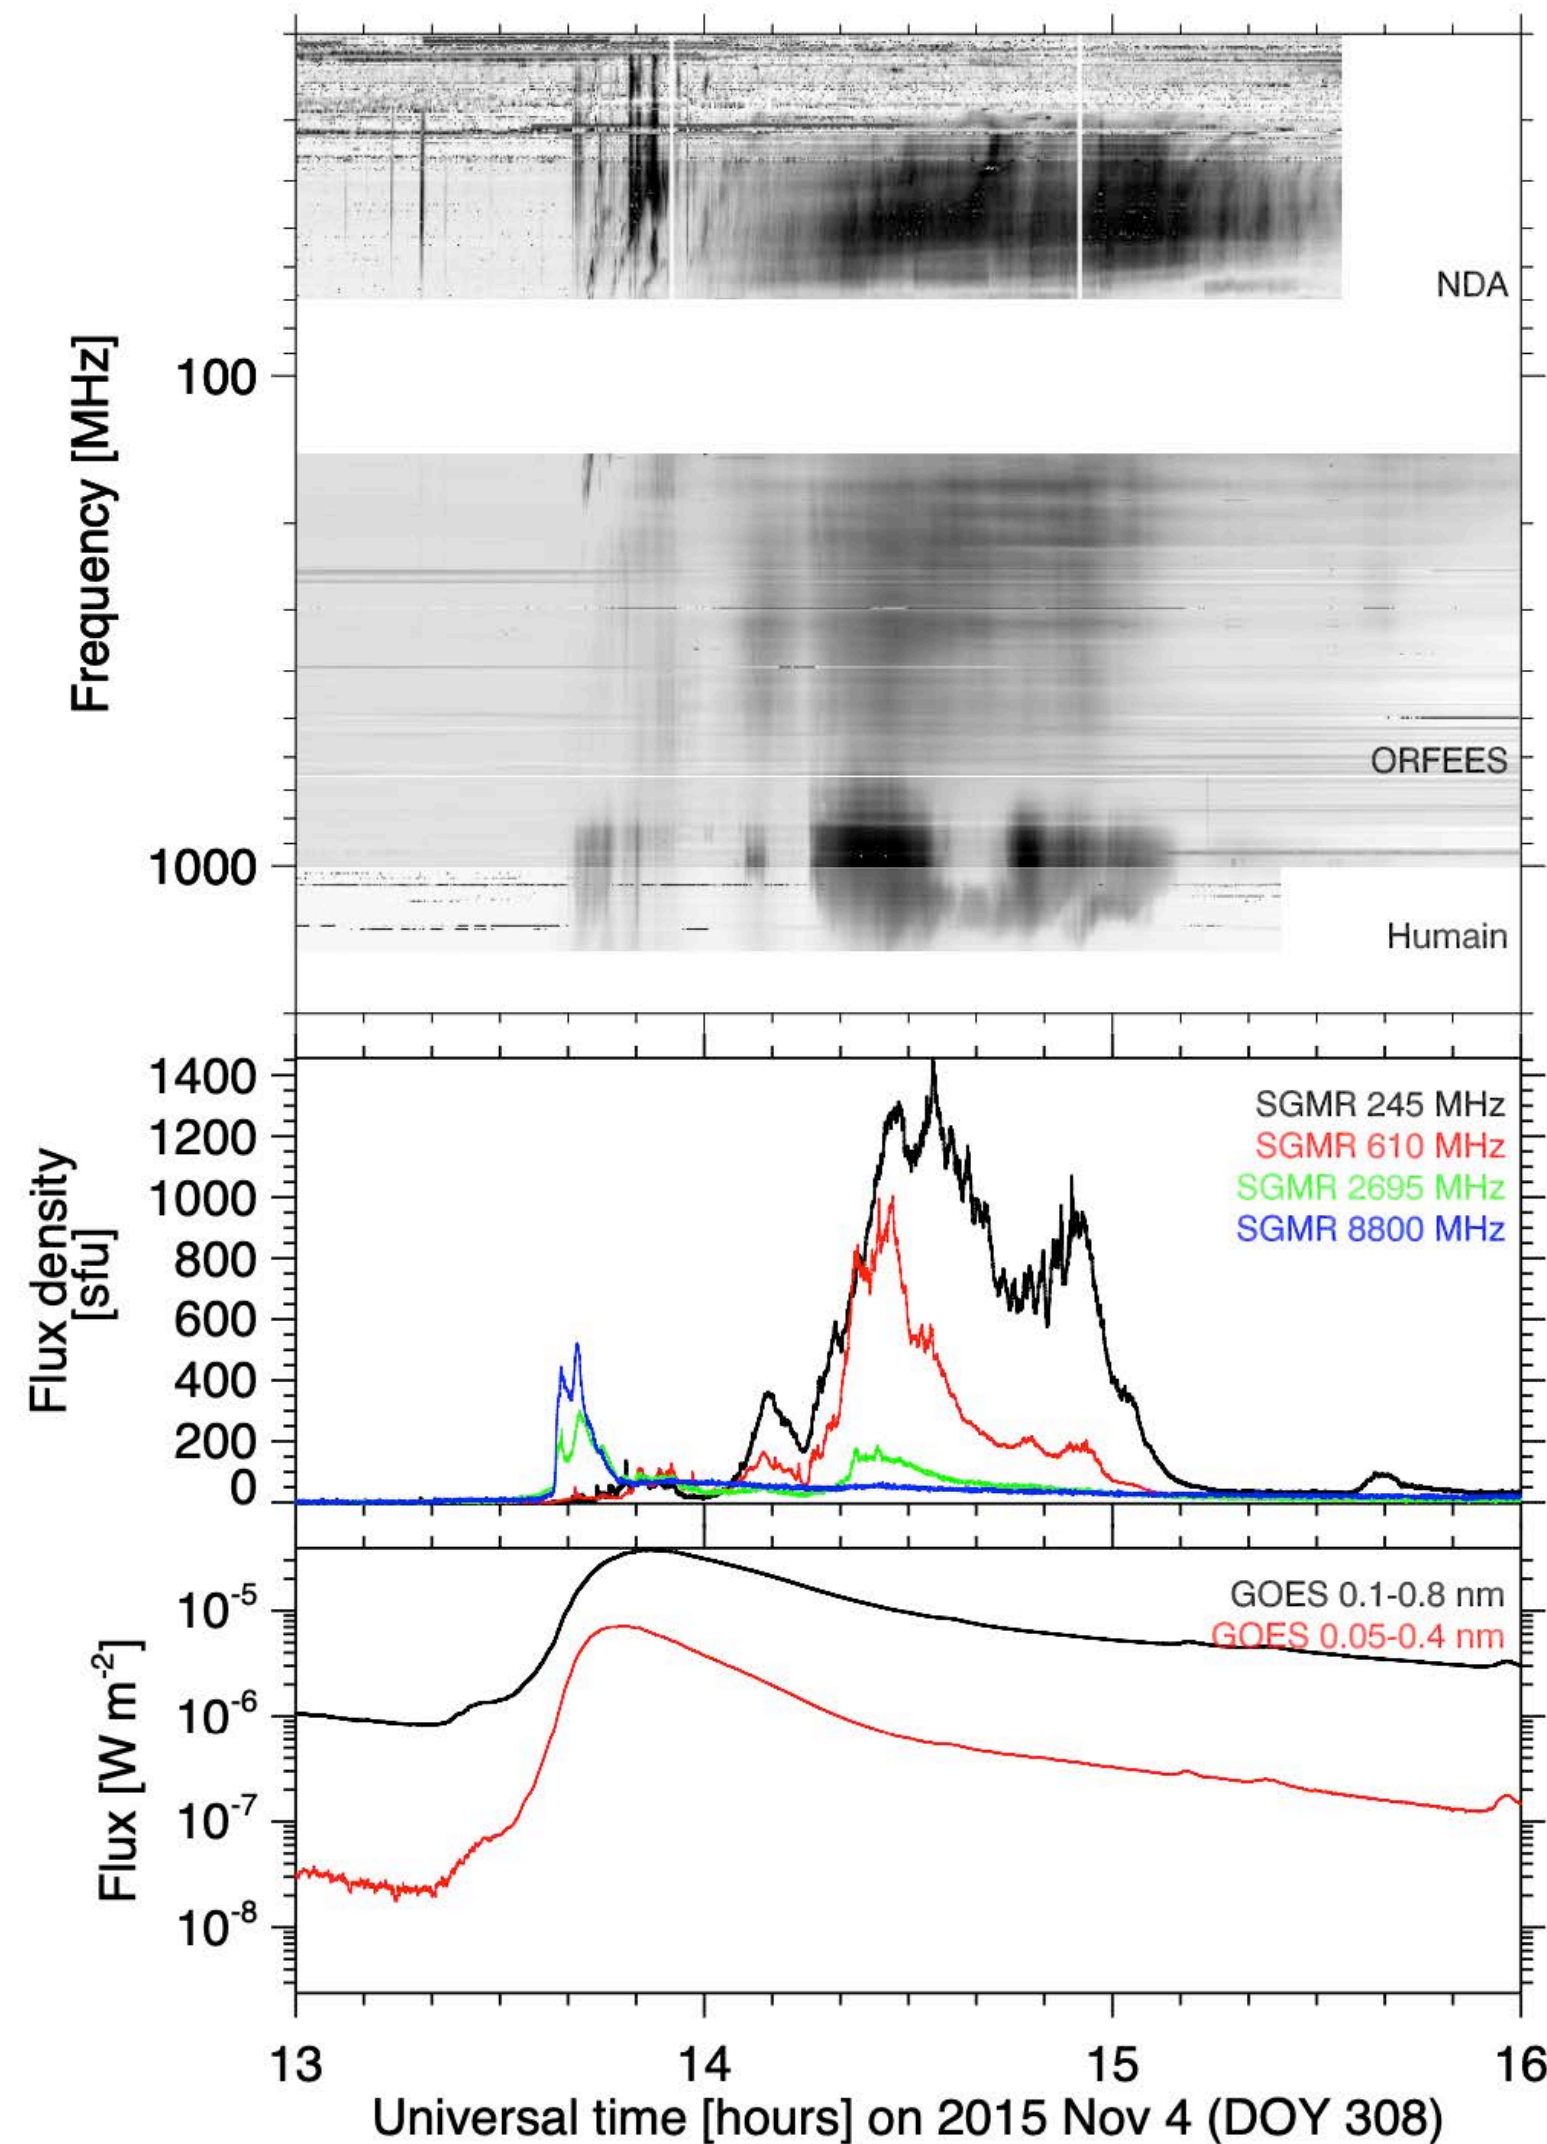 NDA
100
Frequency [MHz]
ORFEES
1000
Humain
1400
1200
1000
800
600
400
200
0
Flux density
[sfu]
SGMR 245 MHz
SGMR 610 MHz
SGMR 2695 MHz
SGMR 8800 MHz
10-5
10-6
10-7
10-8
Flux [W m-2]
GOES 0.1-0.8 nm
GOES 0.05-0.4 nm
13 14 15 16
Universal time [hours] on 2015 Nov 4 (DOY 308)